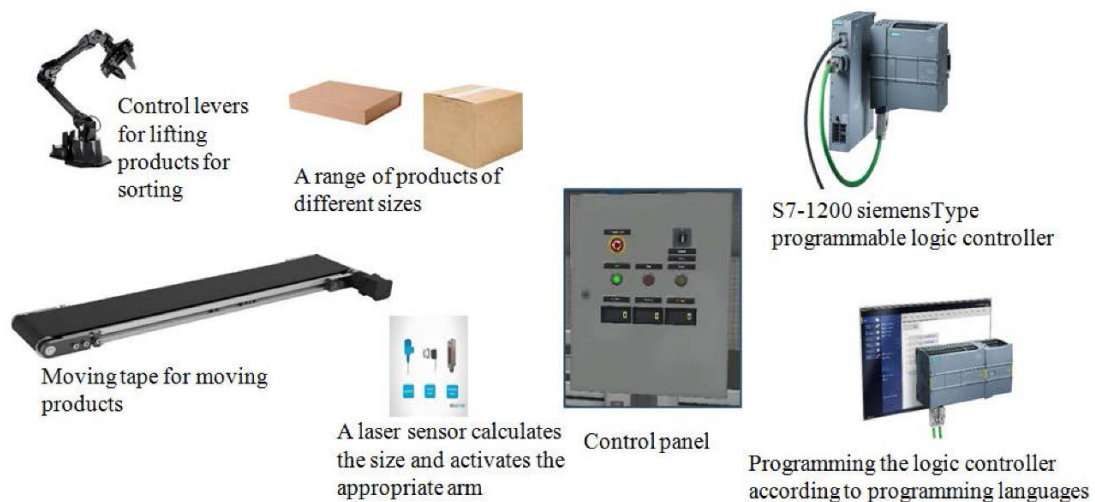 Control levers
for lifting
products for
sorting
A range of products of
different sizes
S7-1200 siemensType
programmable logic controller
Moving tape for moving
products
A laser sensor calculates
the size and activates the
appropriate arm
Control panel
Programming the logic controller
according to programming languages